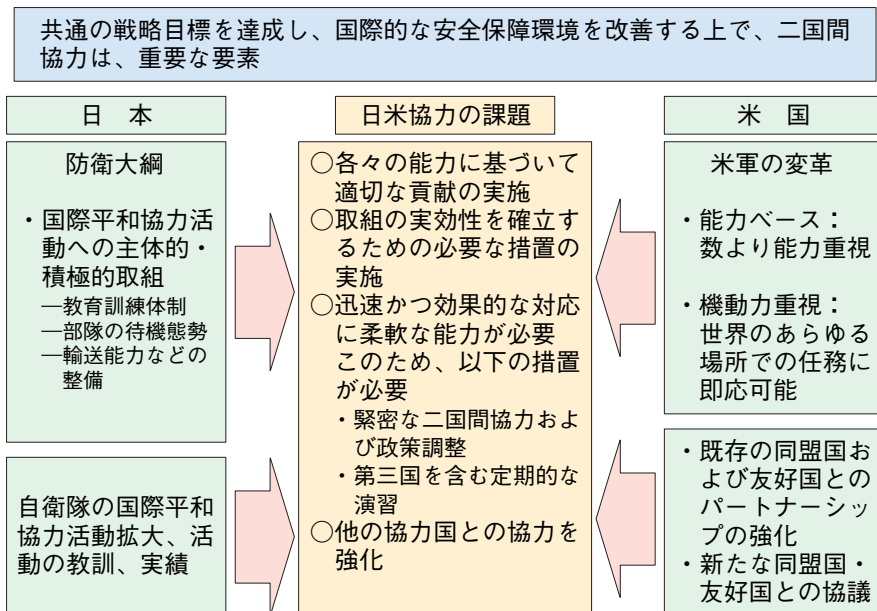 共通の戦略目標を達成し、国際的な安全保障環境を改善する上で、二国間
協力は、重要な要素
日　本
防衛大綱
・国際平和協力活
動への主体的・
積極的取組
―教育訓練体制
―部隊の待機態勢
―輸送能力などの
整備
自衛隊の国際平和
協力活動拡大、活
動の教訓、実績
日米協力の課題
○各々の能力に基づいて
適切な貢献の実施
○取組の実効性を確立す
るための必要な措置の
実施
○迅速かつ効果的な対応
に柔軟な能力が必要
このため、以下の措置
が必要
・緊密な二国間協力およ
び政策調整
・第三国を含む定期的な
演習
○他の協力国との協力を
強化
米　国
米軍の変革
・能力ベース：
数より能力重視
・機動力重視：
世界のあらゆる
場所での任務に
即応可能
・既存の同盟国お
よび友好国との
パートナーシッ
プの強化
・新たな同盟国・
友好国との協議